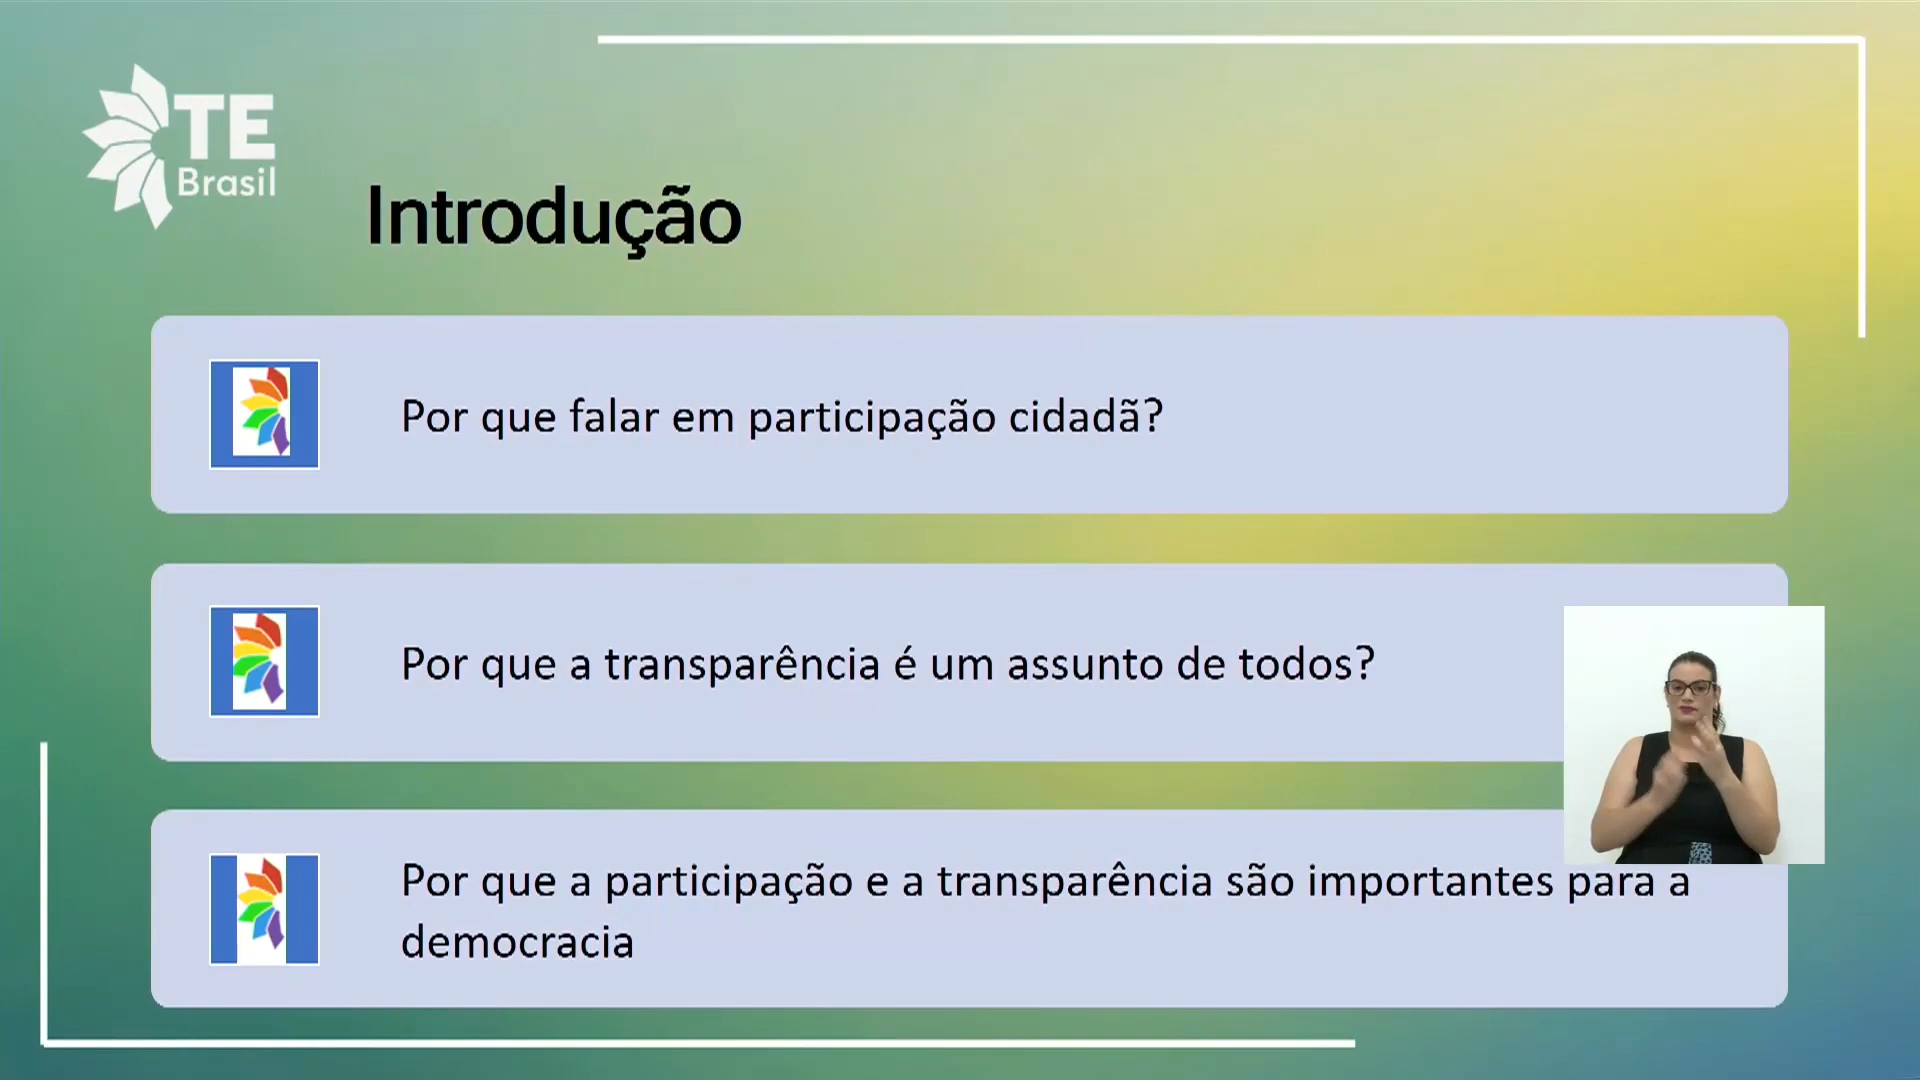 TE
Brasil
Introdução
Por que falar em participação cidadã?
Por que a transparência é um assunto de todos?
Por que a participação e a transparência são importantes para a
democracia